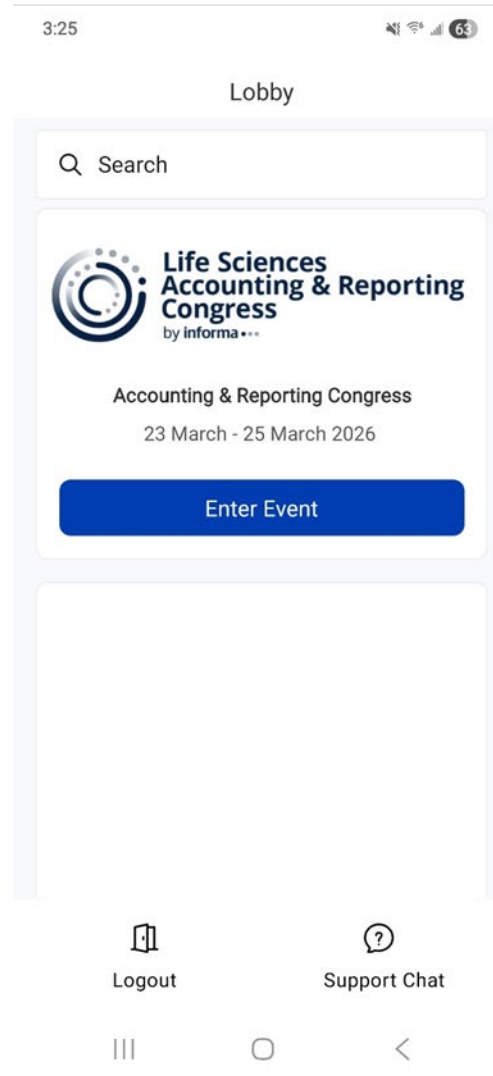 3:25
63
Lobby
Search
Life Sciences
Accounting & Reporting
Congress
by informa
Accounting & Reporting Congress
23 March - 25 March 2026
Enter Event
Logout
Support Chat